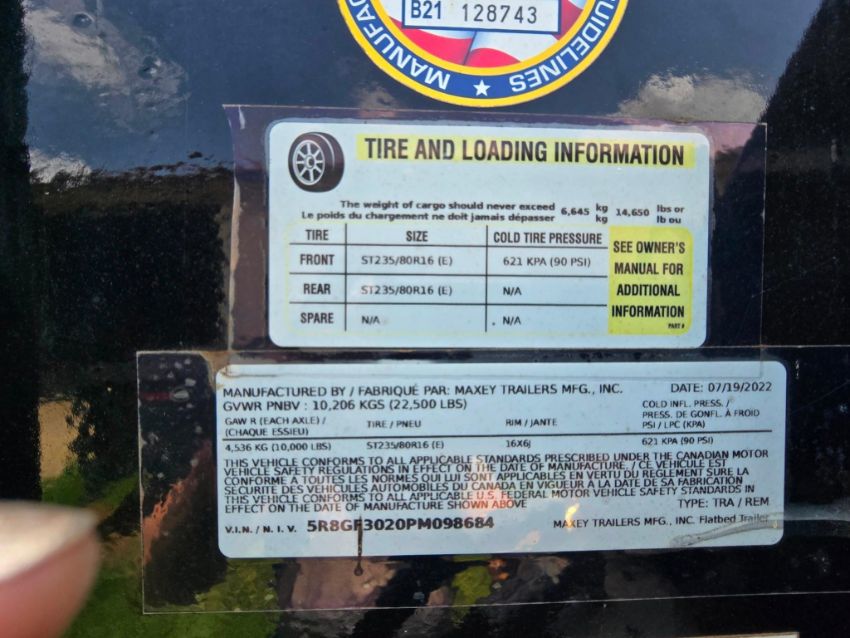 B21 128743
MANUFAC
GUIDELINES
TIRE AND LOADING INFORMATION
The weight of cargo should never exceed 6,645 kg 14,650 lbs or
Le poids du chargement ne doit jamais dépasser kg lb ou
TIRE SIZE COLD TIRE PRESSURE
FRONT ST235/80R16 (E) 621 KPA (90 PSI)
REAR ST235/80R16 (E) N/A
SPARE N/A N/A
SEE OWNER'S
MANUAL FOR
ADDITIONAL
INFORMATION
PART #
MANUFACTURED BY / FABRIQUÉ PAR: MAXEY TRAILERS MFG., INC. DATE: 07/19/2022
GVWR PNBV : 10,206 KGS (22,500 LBS)
GAW R (EACH AXLE) / TIRE / PNEU RIM / JANTE COLD INFL. PRESS. /
(CHAQUE ESSIEU) PRESS. DE GONFL. À FROID
PSI / LPC (KPA)
4,536 KG (10,000 LBS) ST235/80R16 (E) 16X6J 621 KPA (90 PSI)
THIS VEHICLE CONFORMS TO ALL APPLICABLE STANDARDS PRESCRIBED UNDER THE CANADIAN MOTOR
VEHICLE SAFETY REGULATIONS IN EFFECT ON THE DATE OF MANUFACTURE. / CE VÉHICULE EST
CONFORME A TOUTES LES NORMES QUI LUI SONT APPLICABLES EN VERTU DU REGLEMENT SURE LA
SECURITE DES VÉHICULES AUTOMOBILES DU CANADA EN VIGUEUR À LA DATE DE SA FABRICATION
THIS VEHICLE CONFORMS TO ALL APPLICABLE U.S. FEDERAL MOTOR VEHICLE SAFETY STANDARDS IN
EFFECT ON THE DATE OF MANUFACTURE SHOWN ABOVE TYPE: TRA / REM
V.I.N. / N. I. V. 5R8GF3020PM098684 MAXEY TRAILERS MFG., INC. Flatbed Trailer